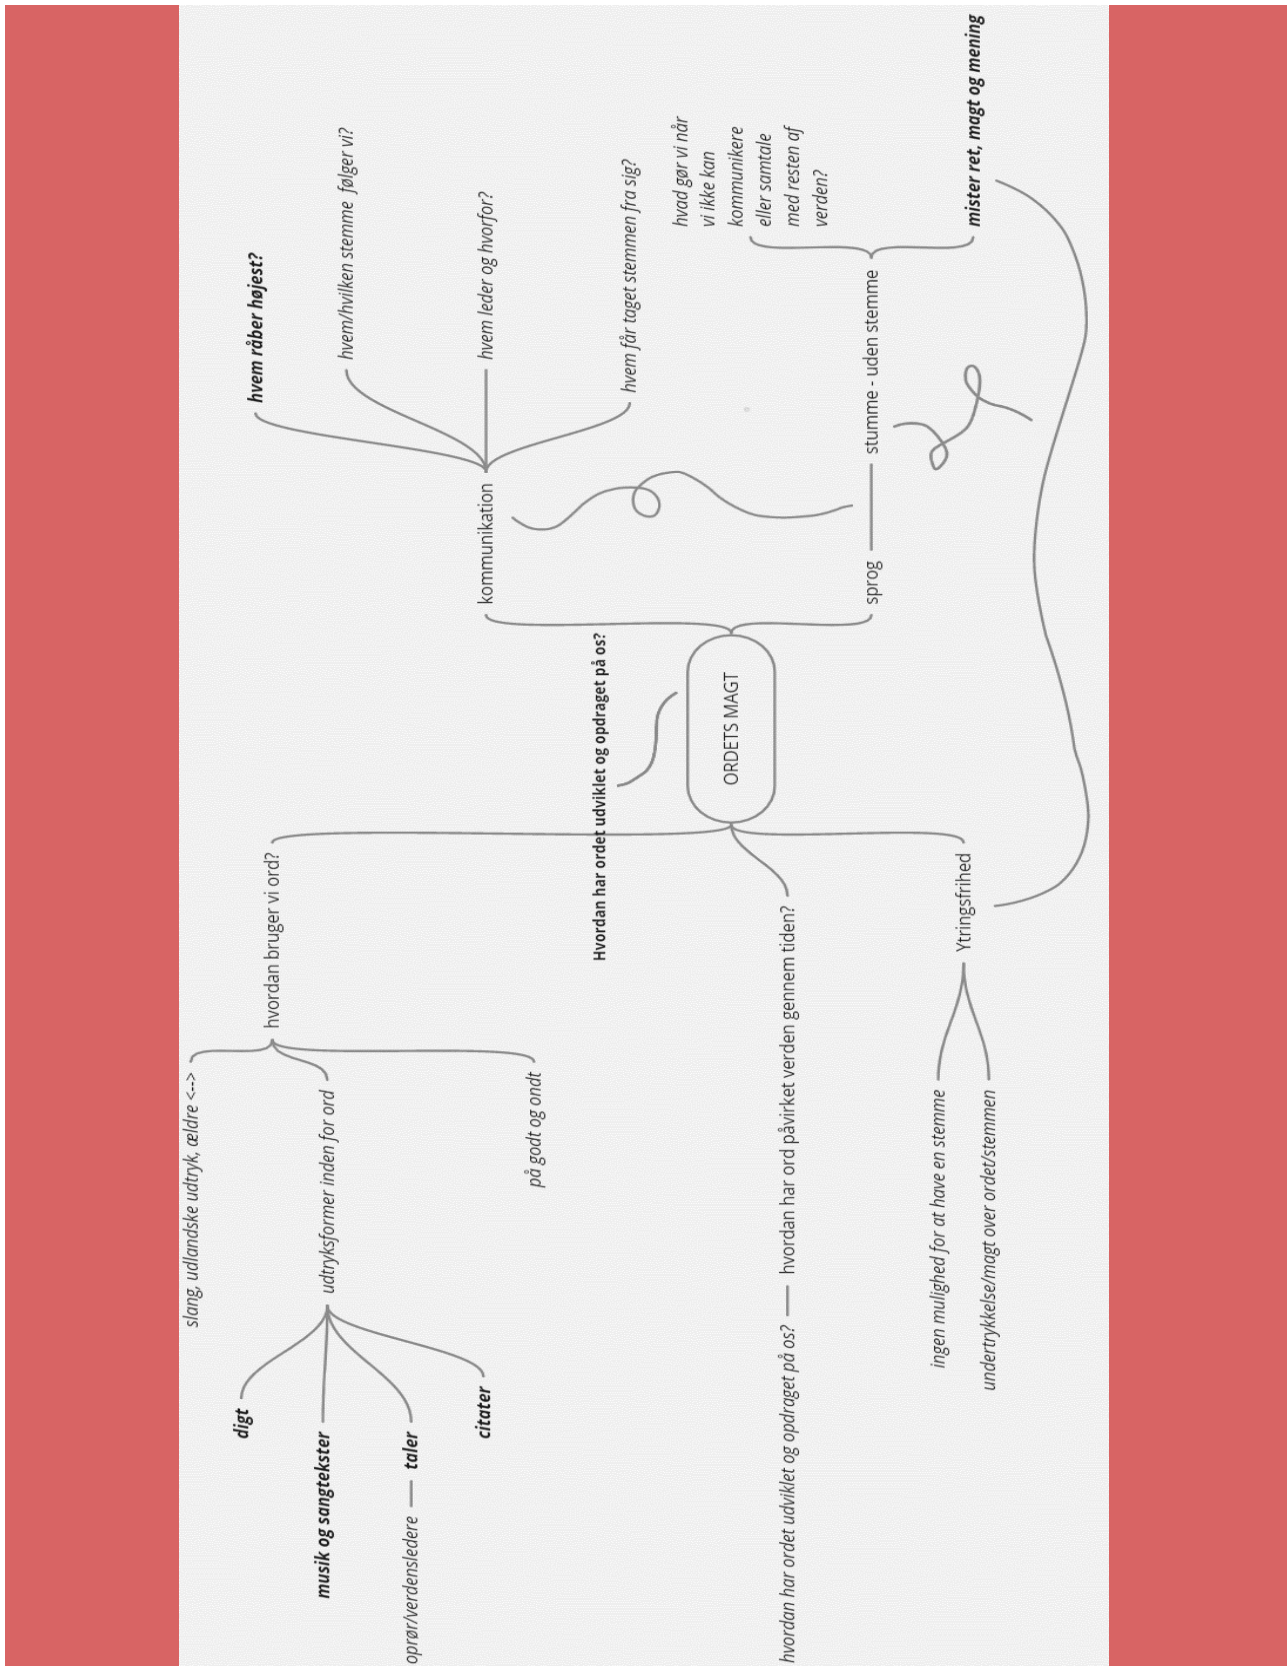 slang, udlandske udtryk, ældre <-->
hvordan bruger vi ord?
hvem råber højest?
digt
udtryksformer inden for ord
hvem/hvilken stemme følger vi?
musik og sangtekster
oprør/verdensledere
taler
citater
kommunikation
hvem leder og hvorfor?
på godt og ondt
Hvordan har ordet udviklet og opdraget på os?
hvem får taget stemmen fra sig?
ORDETS MAGT
hvad gør vi når
vi ikke kan
kommunikere
eller samtale
med resten af
verden?
hvordan har ordet udviklet og opdraget på os?
hvordan har ord påvirket verden gennem tiden?
sprog
stumme - uden stemme
ingen mulighed for at have en stemme
Ytringsfrihed
mister ret, magt og mening
undertrykkelse/magt over ordet/stemmen